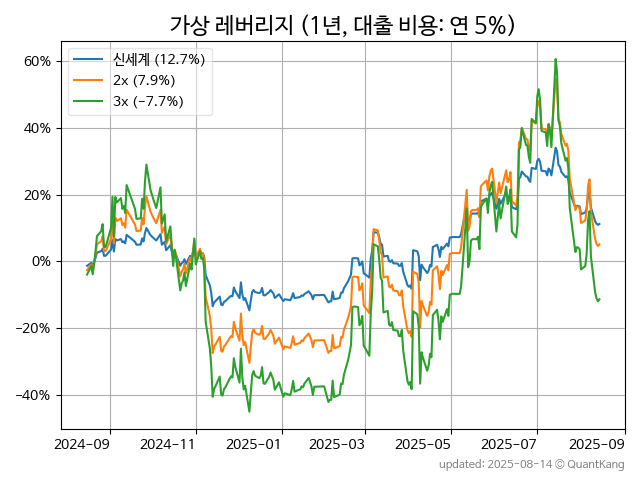 가상 레버리지 (1년, 대출 비용: 연 5%)
신세계 (12.7%)
2x (7.9%)
3x (−7.7%)
60%
40%
20%
0%
−20%
−40%
2024-09 2024-11 2025-01 2025-03 2025-05 2025-07 2025-09
updated: 2025-08-14 © QuantKang